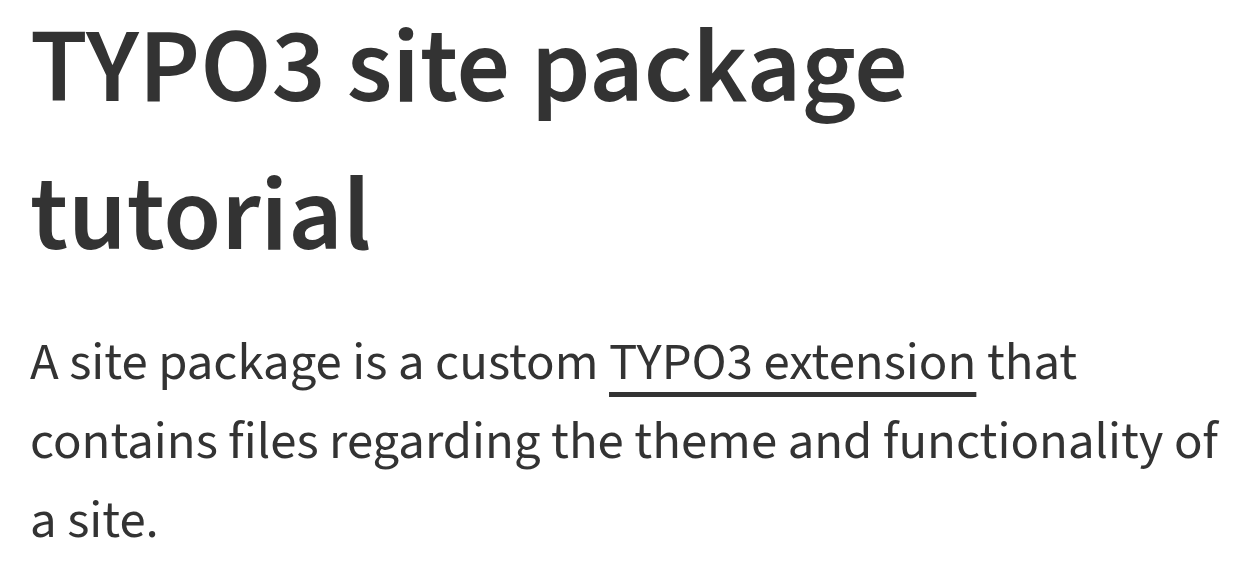 TYPO3 site package
tutorial
A site package is a custom TYPO3 extension that
contains files regarding the theme and functionality of
a site.